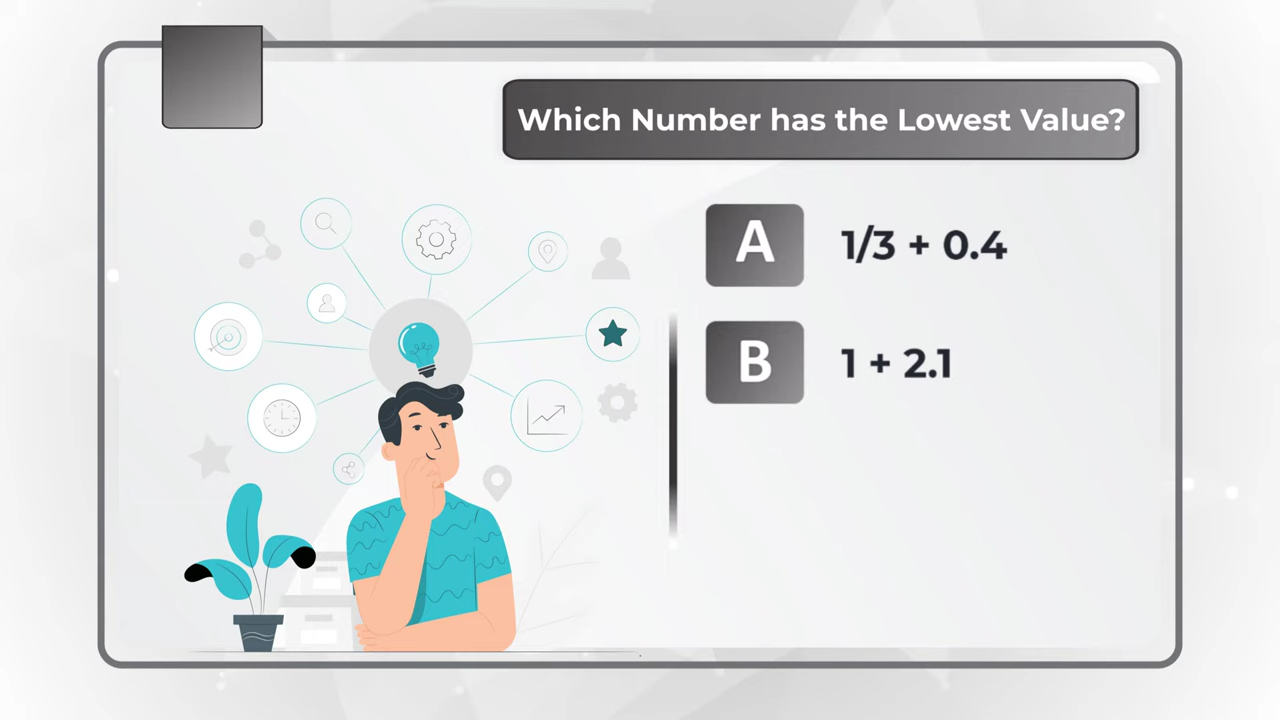 Which Number has the Lowest Value?
A 1/3 + 0.4
B 1 + 2.1